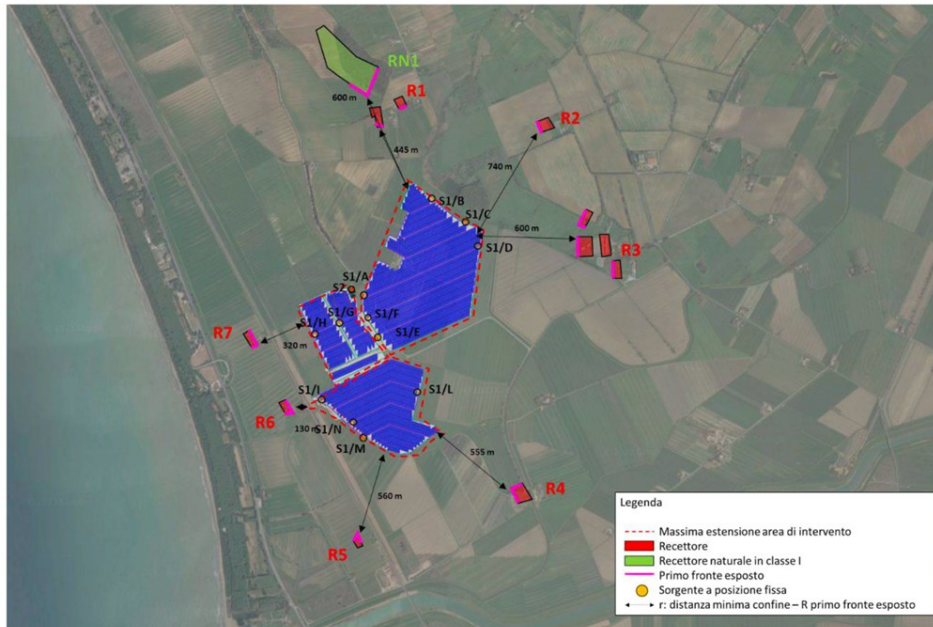 RN1
600 m
R1
R2
445 m
740 m
S1/B
S1/C
600 m
S1/D
R3
S1/A
S2
S1/G
S1/F
S1/H
S1/E
R7
320 m
S1/I
S1/L
R6
130 m
S1/N
S1/M
555 m
R4
560 m
R5
Legenda
Massima estensione area di intervento
Recettore
Recettore naturale in classe I
Primo fronte esposto
Sorgente a posizione fissa
r: distanza minima confine – R primo fronte esposto